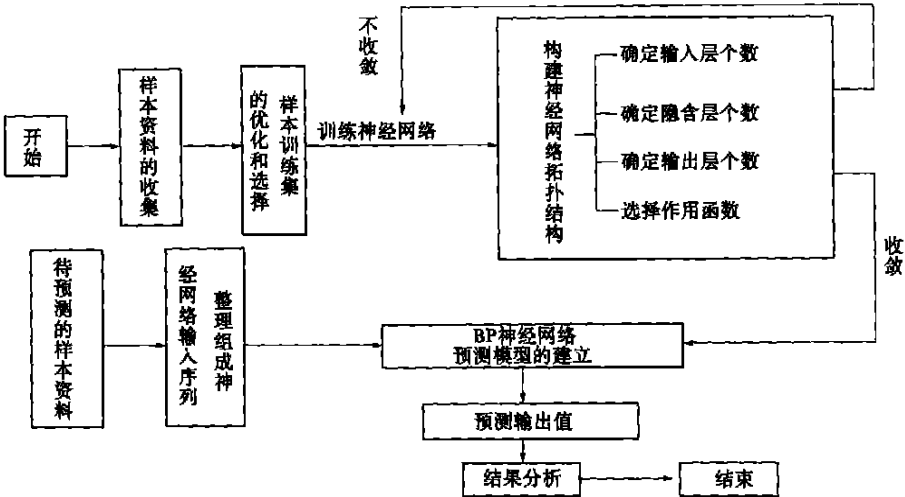 开始
样本资料的收集
样本训练集
的优化和选择
训练神经网络
不收敛
构建神经网络拓扑结构
确定输入层个数
确定隐含层个数
确定输出层个数
选择作用函数
收敛
待预测的样本资料
整理组成神
经网络输入序列
BP神经网络
预测模型的建立
预测输出值
结果分析
结束